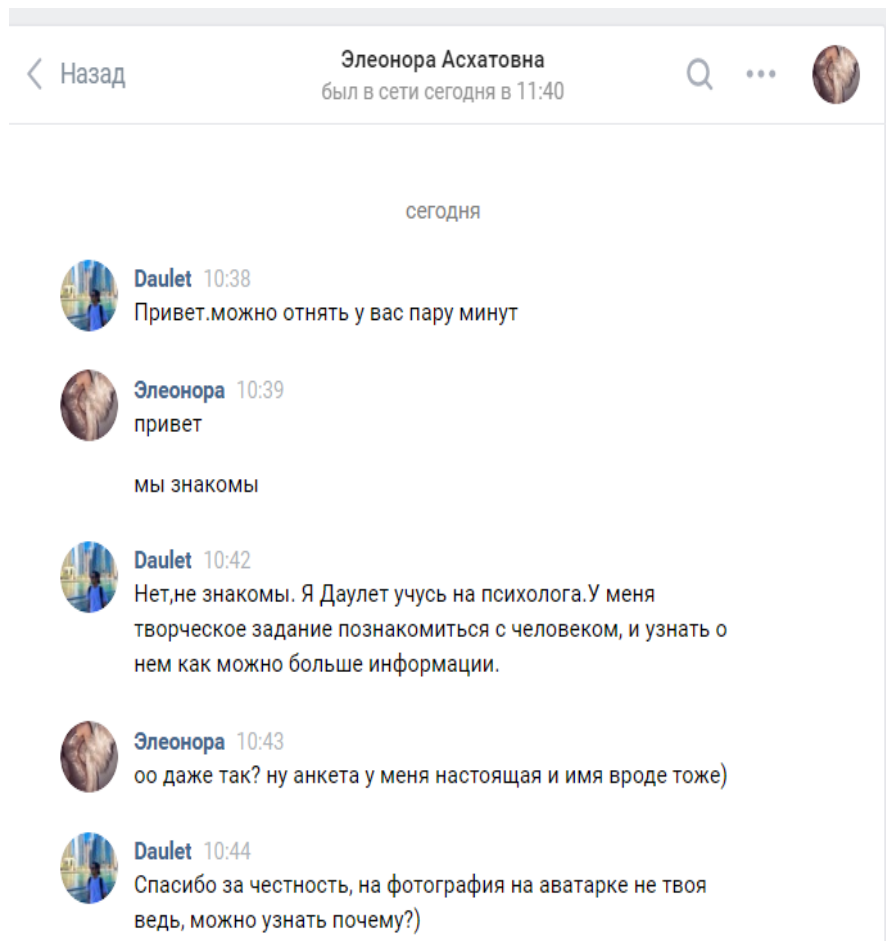 Назад
Элеонора Асхатовна
был в сети сегодня в 11:40
сегодня
Daulet 10:38
Привет.можно отнять у вас пару минут
Элеонора 10:39
привет
мы знакомы
Daulet 10:42
Нет,не знакомы. Я Даулет учусь на психолога.У меня
творческое задание познакомиться с человеком, и узнать о
нем как можно больше информации.
Элеонора 10:43
оо даже так? ну анкета у меня настоящая и имя вроде тоже)
Daulet 10:44
Спасибо за честность, на фотография на аватарке не твоя
ведь, можно узнать почему?)